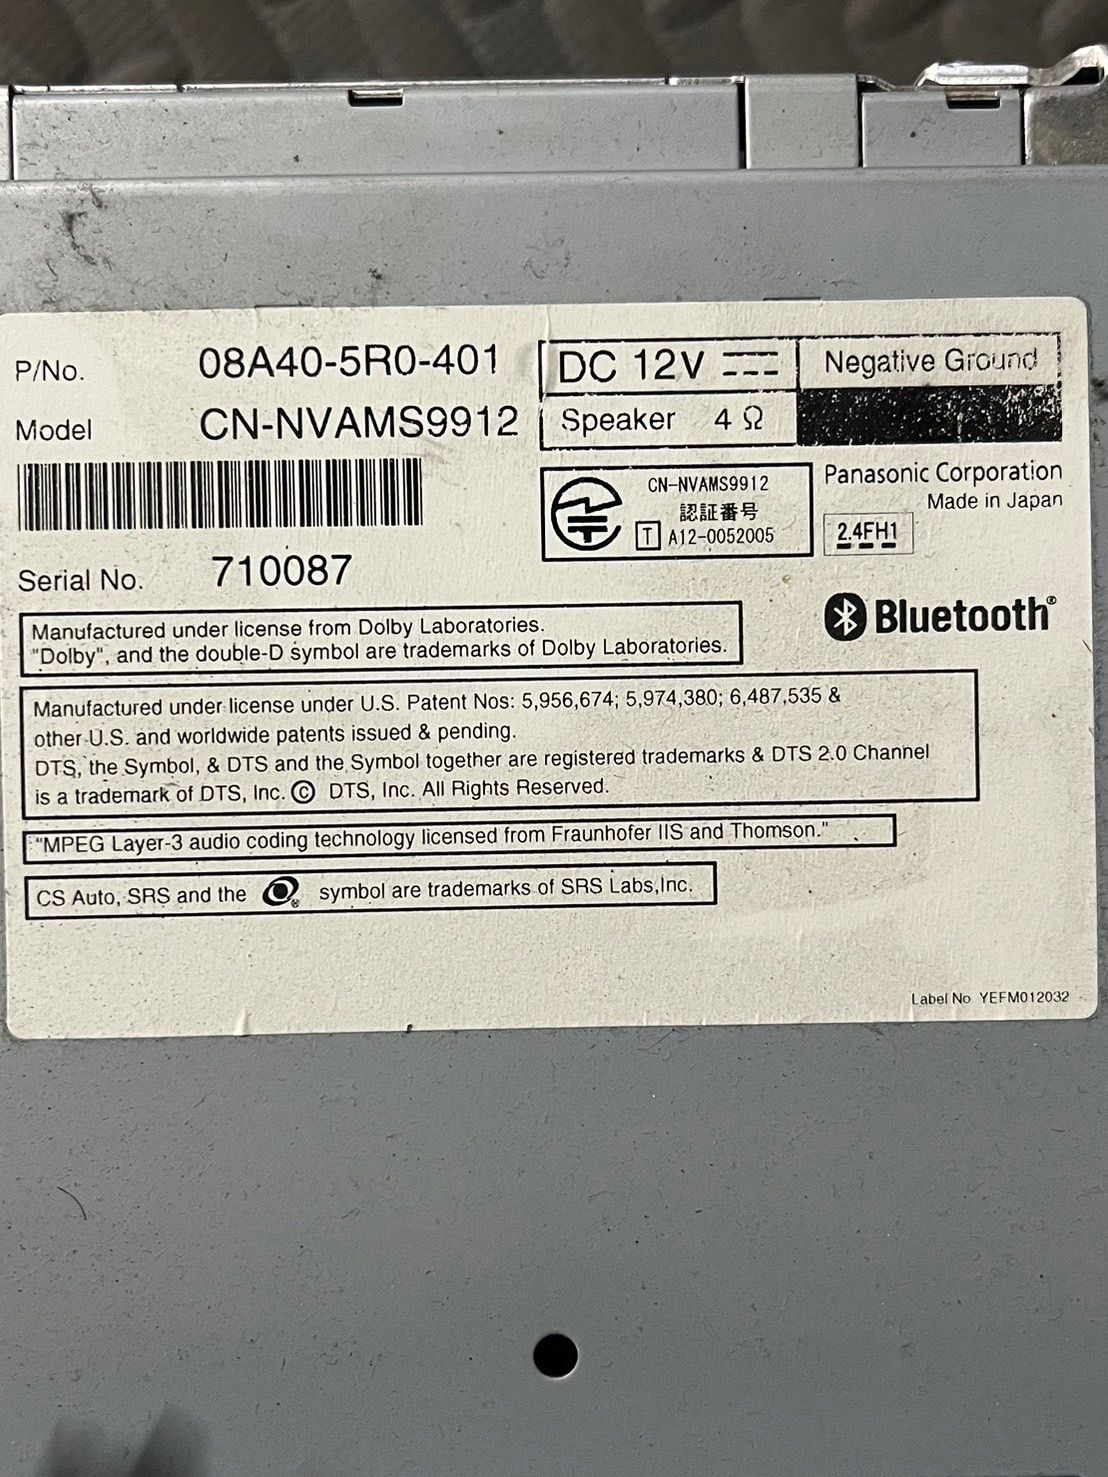 P/No. 08A40-5R0-401
Model CN-NVAMS9912
DC 12V
Negative Ground
Speaker 4 Ω
CN-NVAMS9912
認証番号
T A12-0052005
Panasonic Corporation
Made in Japan
2.4FH1
Serial No. 710087
Bluetooth®
Manufactured under license from Dolby Laboratories.
"Dolby", and the double-D symbol are trademarks of Dolby Laboratories.
Manufactured under license under U.S. Patent Nos: 5,956,674; 5,974,380; 6,487,535 &
other U.S. and worldwide patents issued & pending.
DTS, the Symbol, & DTS and the Symbol together are registered trademarks & DTS 2.0 Channel
is a trademark of DTS, Inc. © DTS, Inc. All Rights Reserved.
"MPEG Layer-3 audio coding technology licensed from Fraunhofer IIS and Thomson."
CS Auto, SRS and the ® symbol are trademarks of SRS Labs,Inc.
Label No YEFM012032